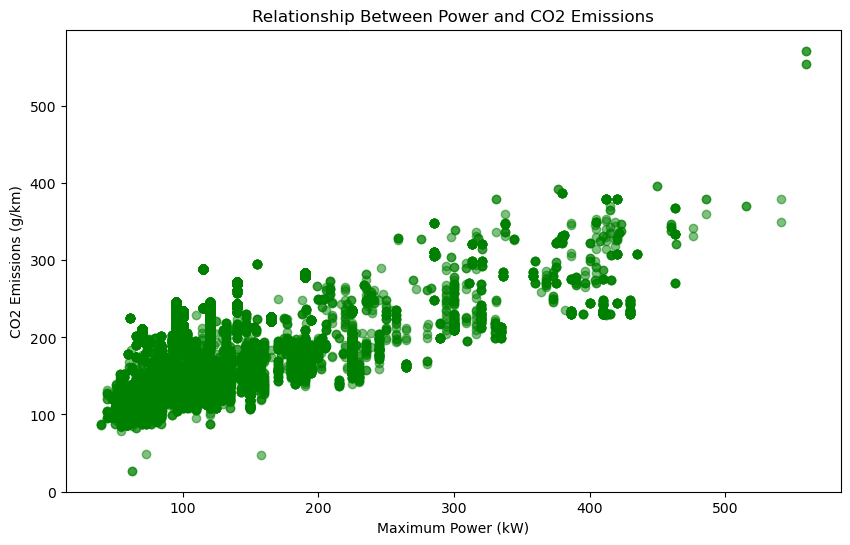 Relationship Between Power and CO2 Emissions
CO2 Emissions (g/km)
500
400
300
200
100
0
100 200 300 400 500
Maximum Power (kW)